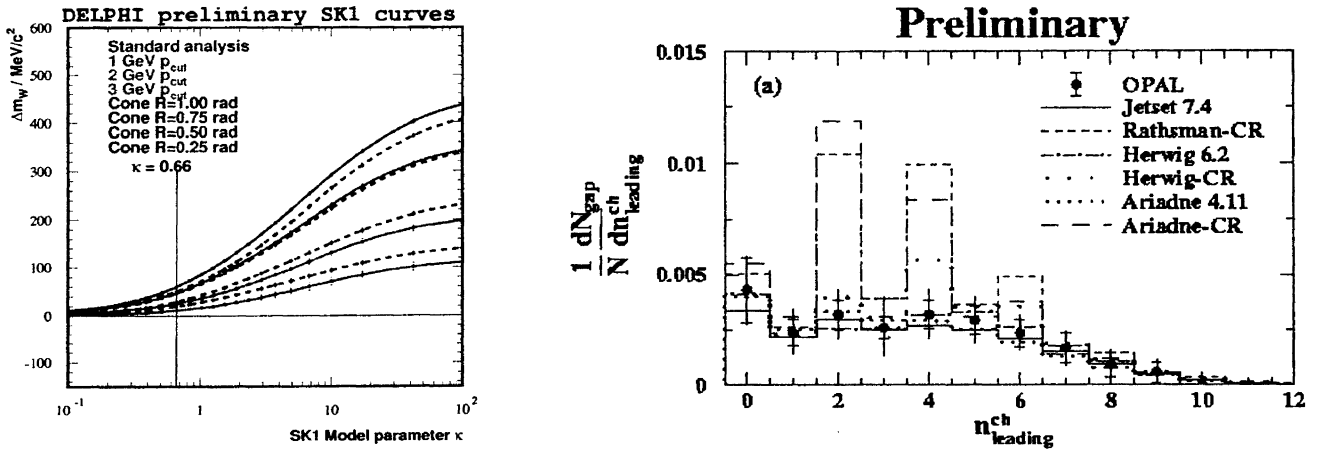 DELPHI preliminary SK1 curves
Δm_W / MeV/c²
600
500
400
300
200
100
0
-100
Standard analysis
1 GeV p_cut
2 GeV p_cut
3 GeV p_cut
Cone R=1.00 rad
Cone R=0.75 rad
Cone R=0.50 rad
Cone R=0.25 rad
κ = 0.66
10⁻¹ 1 10 10²
SK1 Model parameter κ
Preliminary
1/N dN_gap/dn^ch_leading
0.015
0.01
0.005
0
(a)
OPAL
Jetset 7.4
Rathsman-CR
Herwig 6.2
Herwig-CR
Ariadne 4.11
Ariadne-CR
0 2 4 6 8 10 12
n^ch_leading